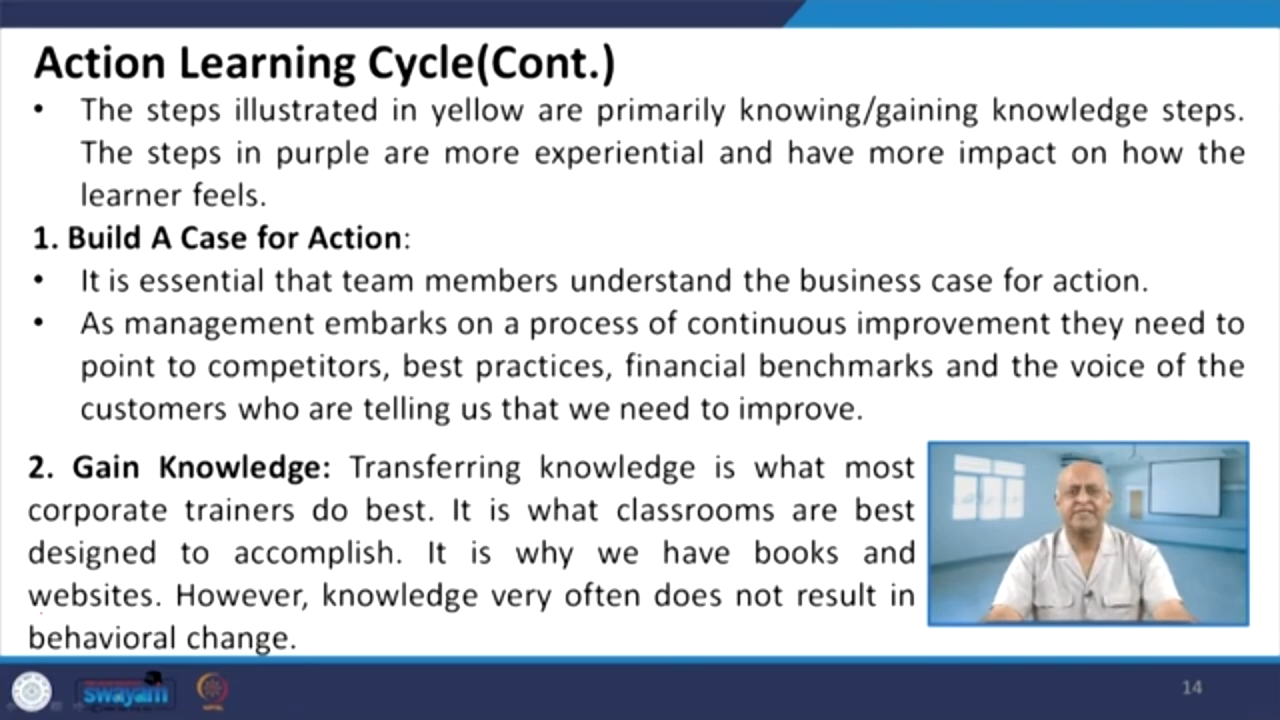 Action Learning Cycle(Cont.)
• The steps illustrated in yellow are primarily knowing/gaining knowledge steps.
The steps in purple are more experiential and have more impact on how the
learner feels.
1. Build A Case for Action:
• It is essential that team members understand the business case for action.
• As management embarks on a process of continuous improvement they need to
point to competitors, best practices, financial benchmarks and the voice of the
customers who are telling us that we need to improve.
2. Gain Knowledge: Transferring knowledge is what most
corporate trainers do best. It is what classrooms are best
designed to accomplish. It is why we have books and
websites. However, knowledge very often does not result in
behavioral change.
swayam
14